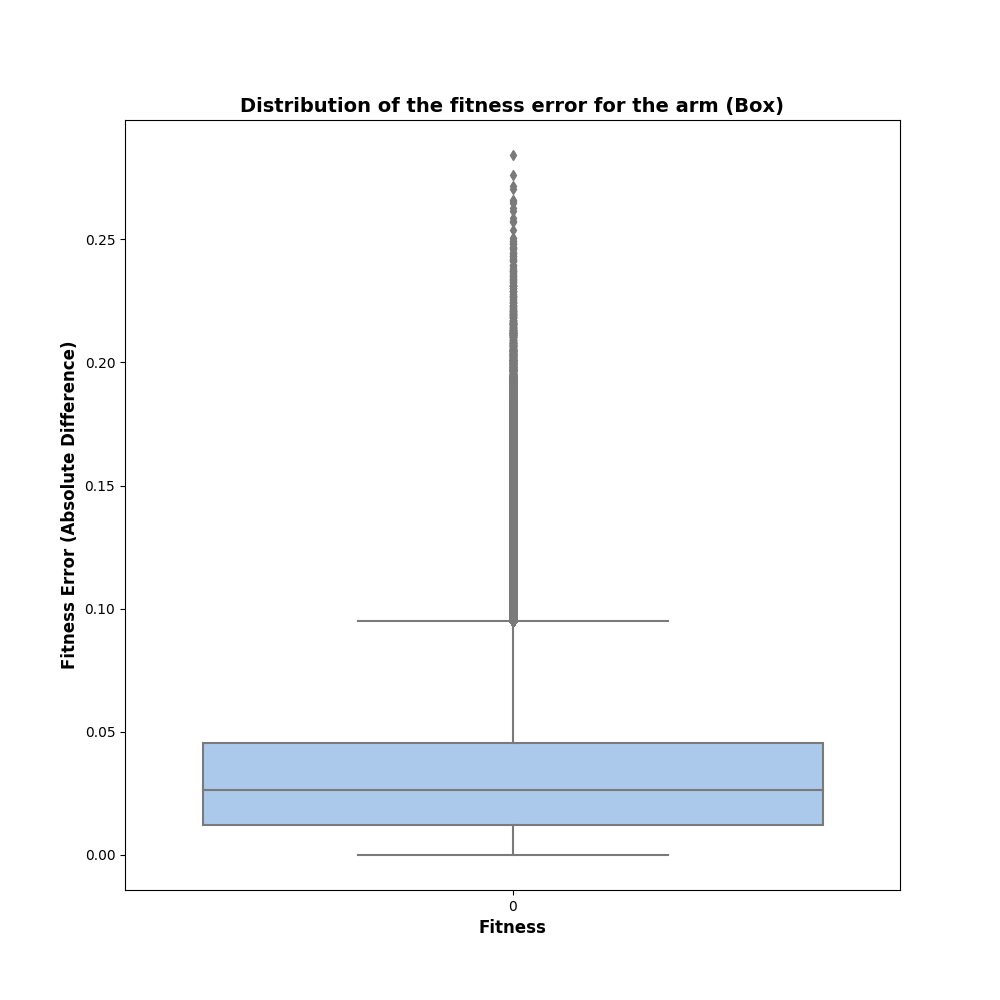 Distribution of the fitness error for the arm (Box)
Fitness Error (Absolute Difference)
0.25
0.20
0.15
0.10
0.05
0.00
0
Fitness